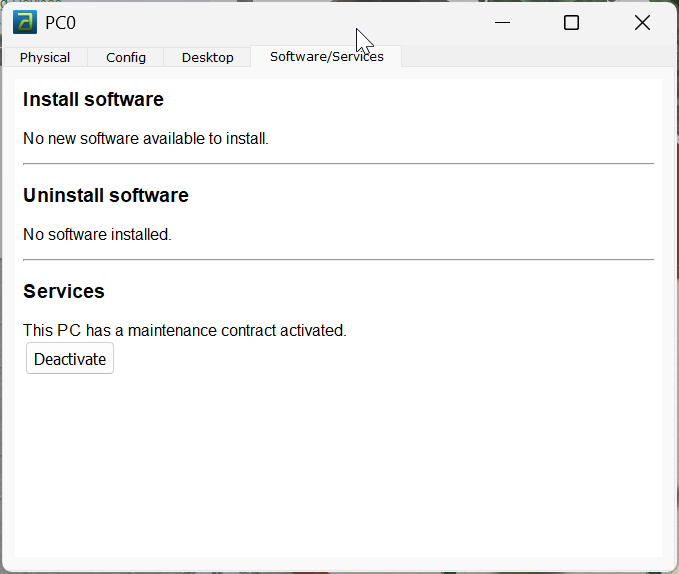 PC0
Physical Config Desktop Software/Services
Install software
No new software available to install.
Uninstall software
No software installed.
Services
This PC has a maintenance contract activated.
Deactivate